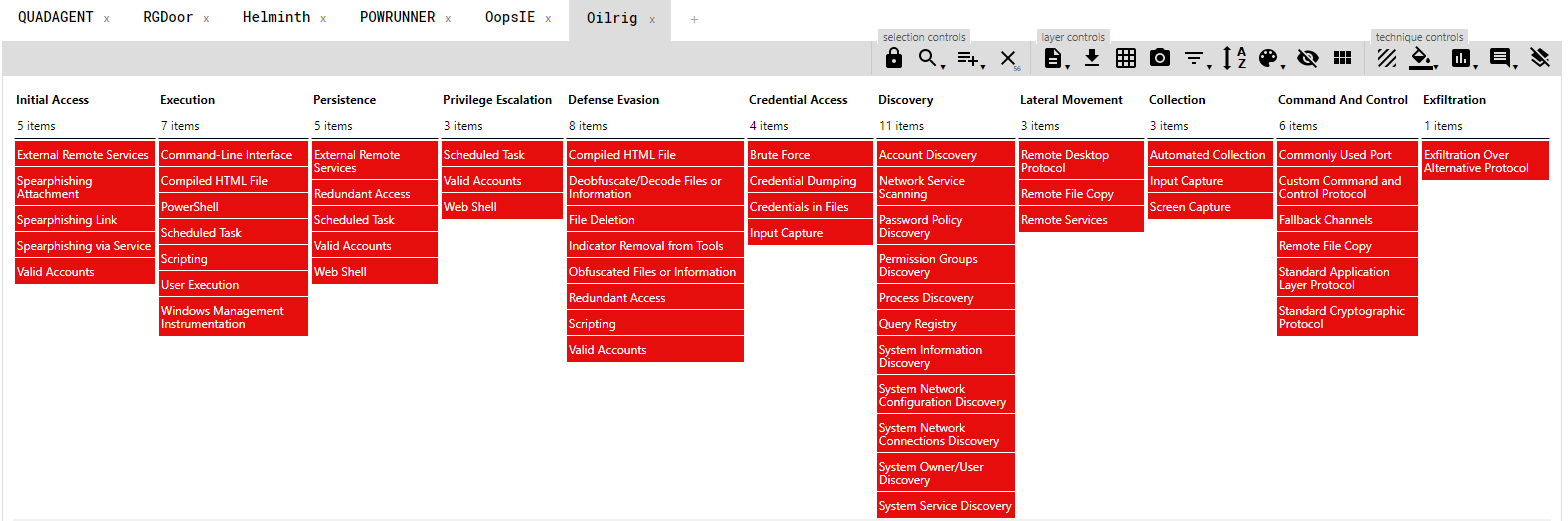 QUADAGENT x RGDoor x Helminth x POWRUNNER x OopsIE x Oilrig x +
selection controls layer controls technique controls
A
Z
56
Initial Access
5 items
External Remote Services
Spearphishing
Attachment
Spearphishing Link
Spearphishing via Service
Valid Accounts
Execution
7 items
Command-Line Interface
Compiled HTML File
PowerShell
Scheduled Task
Scripting
User Execution
Windows Management
Instrumentation
Persistence
5 items
External Remote
Services
Redundant Access
Scheduled Task
Valid Accounts
Web Shell
Privilege Escalation
3 items
Scheduled Task
Valid Accounts
Web Shell
Defense Evasion
8 items
Compiled HTML File
Deobfuscate/Decode Files or
Information
File Deletion
Indicator Removal from Tools
Obfuscated Files or Information
Redundant Access
Scripting
Valid Accounts
Credential Access
4 items
Brute Force
Credential Dumping
Credentials in Files
Input Capture
Discovery
11 items
Account Discovery
Network Service
Scanning
Password Policy
Discovery
Permission Groups
Discovery
Process Discovery
Query Registry
System Information
Discovery
System Network
Configuration Discovery
System Network
Connections Discovery
System Owner/User
Discovery
System Service Discovery
Lateral Movement
3 items
Remote Desktop
Protocol
Remote File Copy
Remote Services
Collection
3 items
Automated Collection
Input Capture
Screen Capture
Command And Control
6 items
Commonly Used Port
Custom Command and
Control Protocol
Fallback Channels
Remote File Copy
Standard Application
Layer Protocol
Standard Cryptographic
Protocol
Exfiltration
1 items
Exfiltration Over
Alternative Protocol